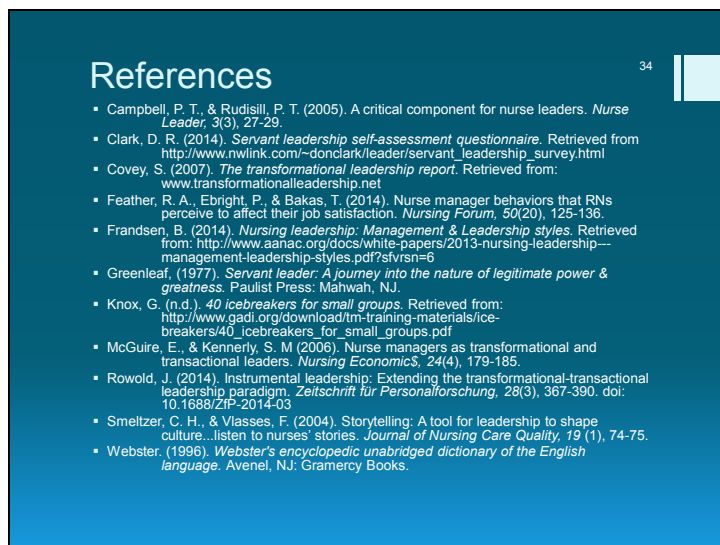 References
34
▪ Campbell, P. T., & Rudisill, P. T. (2005). A critical component for nurse leaders. Nurse
Leader, 3(3), 27-29.
▪ Clark, D. R. (2014). Servant leadership self-assessment questionnaire. Retrieved from
http://www.nwlink.com/~donclark/leader/servant_leadership_survey.html
▪ Covey, S. (2007). The transformational leadership report. Retrieved from:
www.transformationalleadership.net
▪ Feather, R. A., Ebright, P., & Bakas, T. (2014). Nurse manager behaviors that RNs
perceive to affect their job satisfaction. Nursing Forum, 50(20), 125-136.
▪ Frandsen, B. (2014). Nursing leadership: Management & Leadership styles. Retrieved
from: http://www.aanac.org/docs/white-papers/2013-nursing-leadership---
management-leadership-styles.pdf?sfvrsn=6
▪ Greenleaf, (1977). Servant leader: A journey into the nature of legitimate power &
greatness. Paulist Press: Mahwah, NJ.
▪ Knox, G. (n.d.). 40 icebreakers for small groups. Retrieved from:
http://www.gadi.org/download/tm-training-materials/ice-
breakers/40_icebreakers_for_small_groups.pdf
▪ McGuire, E., & Kennerly, S. M (2006). Nurse managers as transformational and
transactional leaders. Nursing Economic$, 24(4), 179-185.
▪ Rowold, J. (2014). Instrumental leadership: Extending the transformational-transactional
leadership paradigm. Zeitschrift für Personalforschung, 28(3), 367-390. doi:
10.1688/ZfP-2014-03
▪ Smeltzer, C. H., & Vlasses, F. (2004). Storytelling: A tool for leadership to shape
culture...listen to nurses' stories. Journal of Nursing Care Quality, 19 (1), 74-75.
▪ Webster. (1996). Webster's encyclopedic unabridged dictionary of the English
language. Avenel, NJ: Gramercy Books.